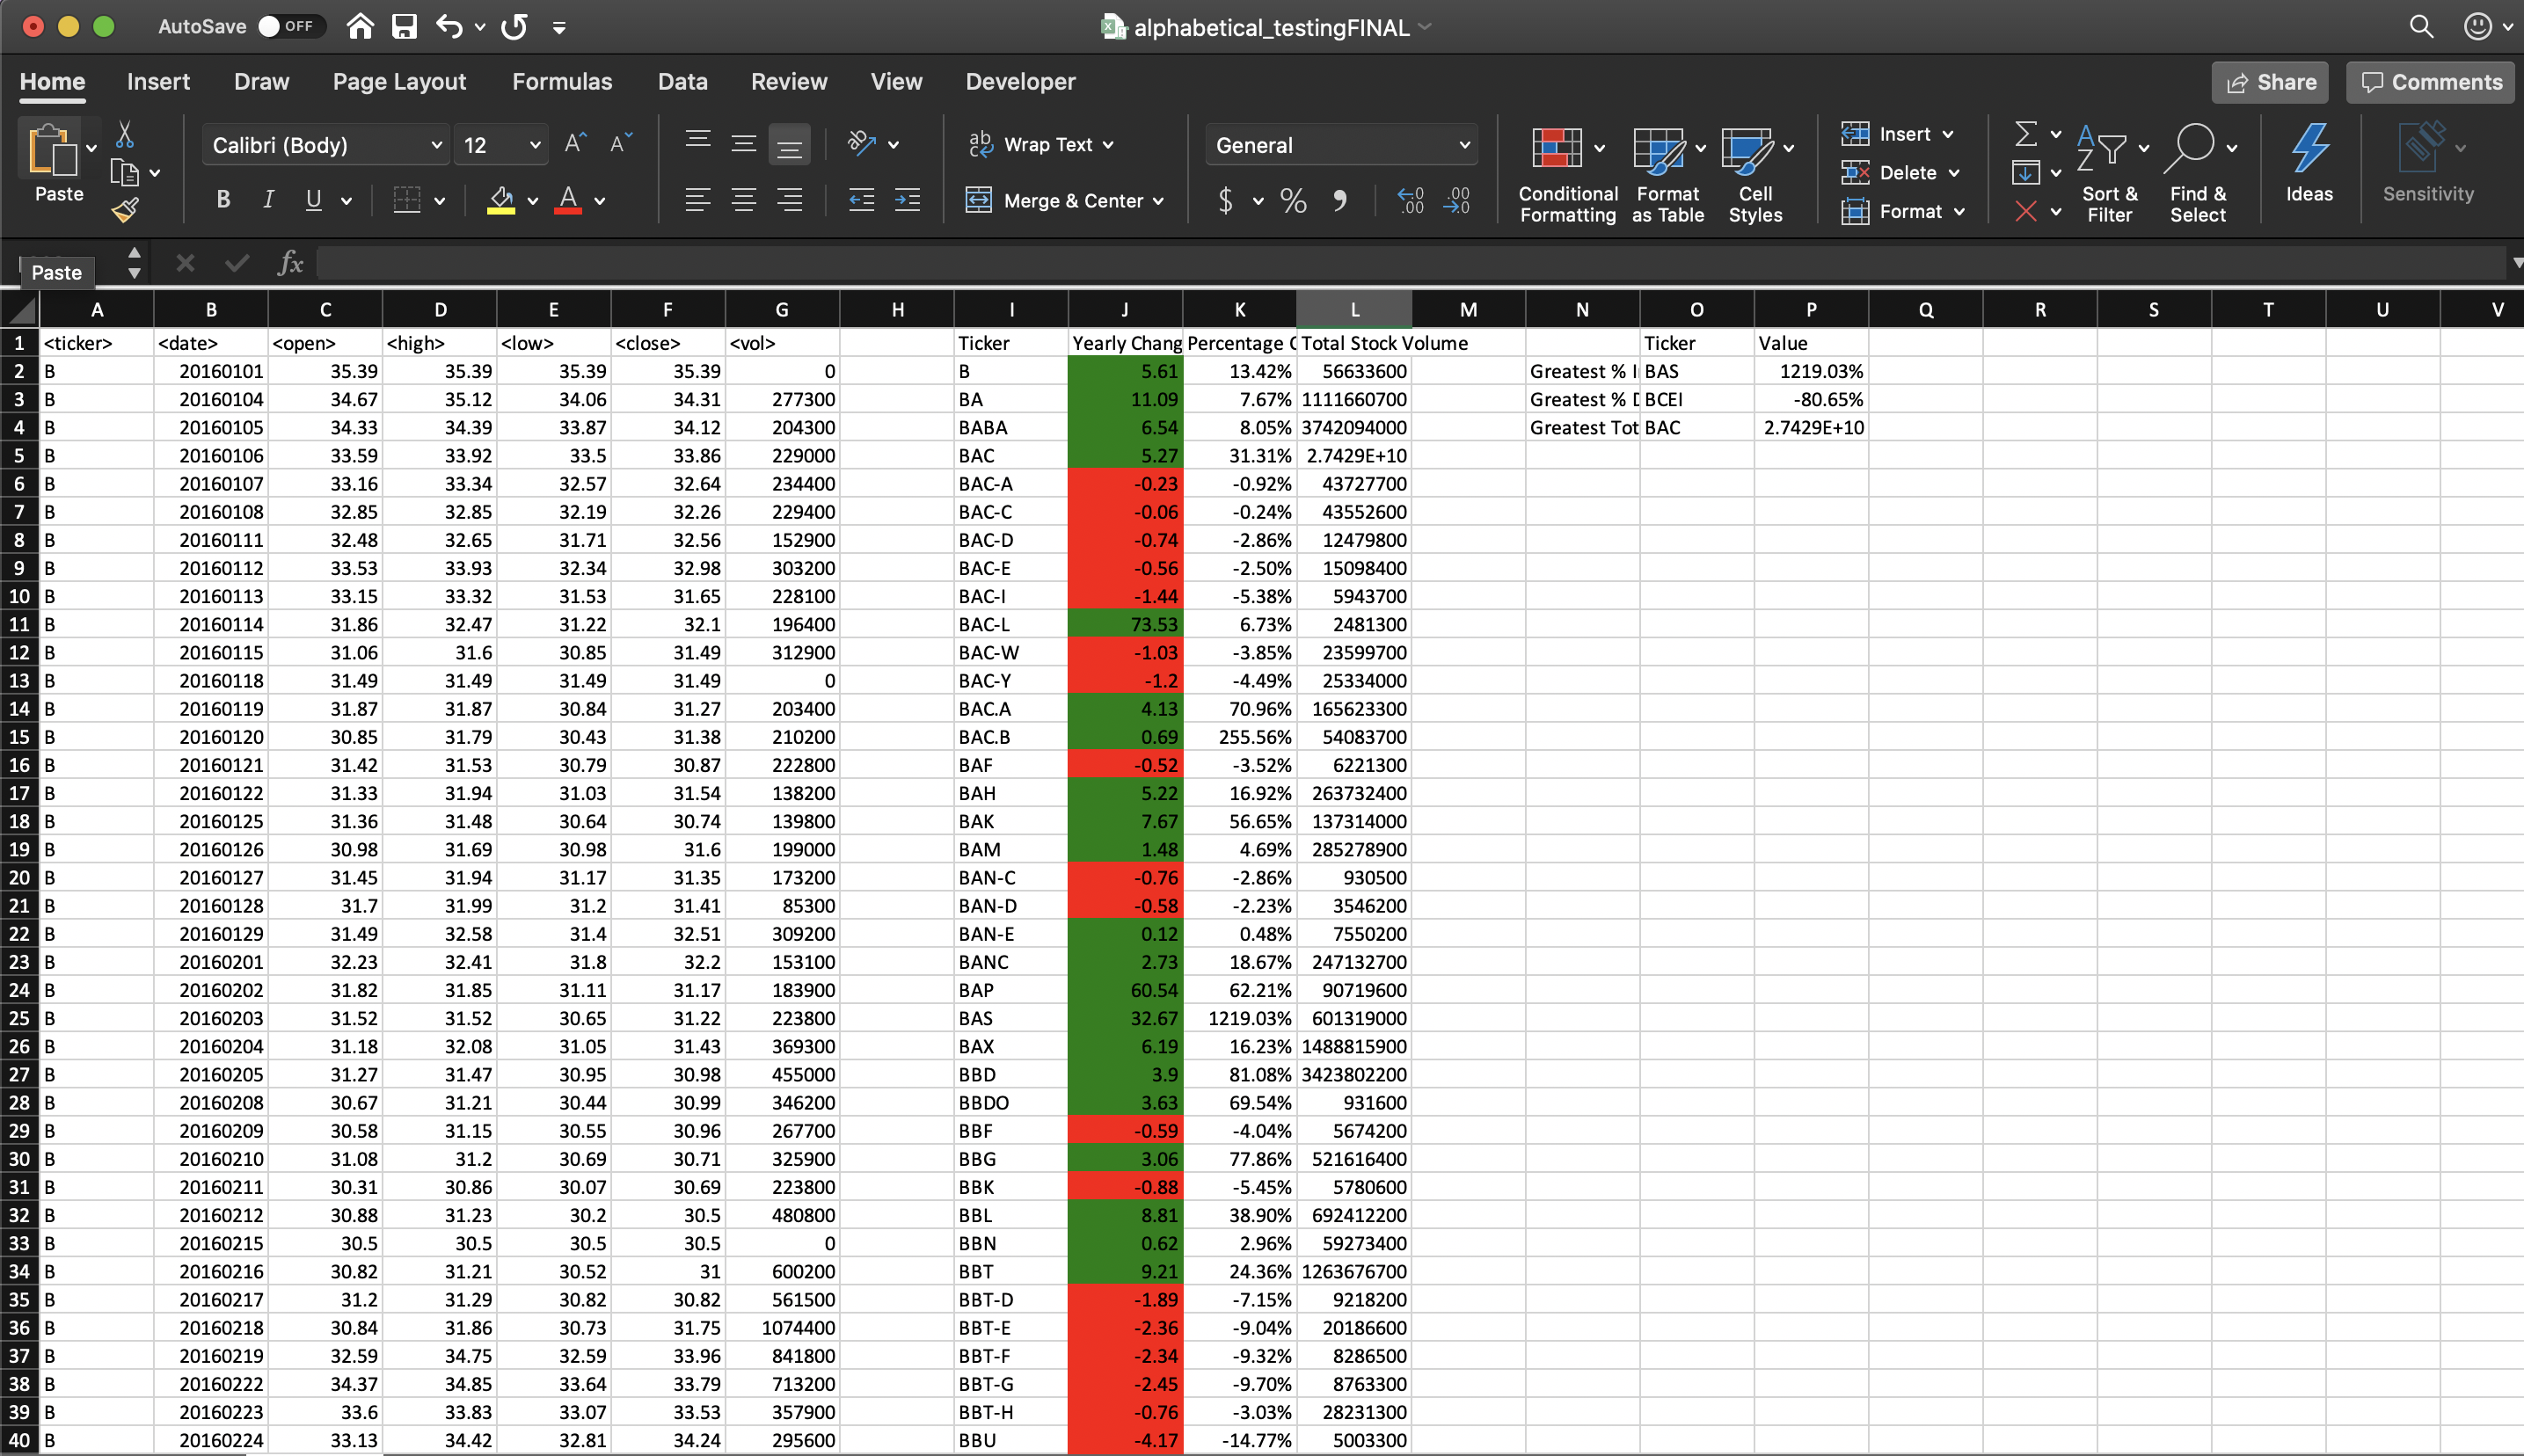 AutoSave OFF alphabetical_testingFINAL
Home Insert Draw Page Layout Formulas Data Review View Developer Share Comments
Calibri (Body) 12 Wrap Text General Insert
Delete
Paste B I U Merge & Center $ % Conditional Formatting Format as Table Cell Styles Format Sort & Filter Find & Select Ideas Sensitivity
Paste fx
A B C D E F G H I J K L M N O P Q R S T U V
1 <ticker> <date> <open> <high> <low> <close> <vol> Ticker Yearly Chang Percentage Total Stock Volume Ticker Value
2 B 20160101 35.39 35.39 35.39 35.39 0 B 5.61 13.42% 56633600 Greatest % BAS 1219.03%
3 B 20160104 34.67 35.12 34.06 34.31 277300 BA 11.09 7.67% 1111660700 Greatest % BCEI -80.65%
4 B 20160105 34.33 34.39 33.87 34.12 204300 BABA 6.54 8.05% 3742094000 Greatest Tot BAC 2.7429E+10
5 B 20160106 33.59 33.92 33.5 33.86 229000 BAC 5.27 31.31% 2.7429E+10
6 B 20160107 33.16 33.34 32.57 32.64 234400 BAC-A -0.23 -0.92% 43727700
7 B 20160108 32.85 32.85 32.19 32.26 229400 BAC-C -0.06 -0.24% 43552600
8 B 20160111 32.48 32.65 31.71 32.56 152900 BAC-D -0.74 -2.86% 12479800
9 B 20160112 33.53 33.93 32.34 32.98 303200 BAC-E -0.56 -2.50% 15098400
10 B 20160113 33.15 33.32 31.53 31.65 228100 BAC-I -1.44 -5.38% 5943700
11 B 20160114 31.86 32.47 31.22 32.1 196400 BAC-L 73.53 6.73% 2481300
12 B 20160115 31.06 31.6 30.85 31.49 312900 BAC-W -1.03 -3.85% 23599700
13 B 20160118 31.49 31.49 31.49 31.49 0 BAC-Y -1.2 -4.49% 25334000
14 B 20160119 31.87 31.87 30.84 31.27 203400 BAC.A 4.13 70.96% 165623300
15 B 20160120 30.85 31.79 30.43 31.38 210200 BAC.B 0.69 255.56% 54083700
16 B 20160121 31.42 31.53 30.79 30.87 222800 BAF -0.52 -3.52% 6221300
17 B 20160122 31.33 31.94 31.03 31.54 138200 BAH 5.22 16.92% 263732400
18 B 20160125 31.36 31.48 30.64 30.74 139800 BAK 7.67 56.65% 137314000
19 B 20160126 30.98 31.69 30.98 31.6 199000 BAM 1.48 4.69% 285278900
20 B 20160127 31.45 31.94 31.17 31.35 173200 BAN-C -0.76 -2.86% 930500
21 B 20160128 31.7 31.99 31.2 31.41 85300 BAN-D -0.58 -2.23% 3546200
22 B 20160129 31.49 32.58 31.4 32.51 309200 BAN-E 0.12 0.48% 7550200
23 B 20160201 32.23 32.41 31.8 32.2 153100 BANC 2.73 18.67% 247132700
24 B 20160202 31.82 31.85 31.11 31.17 183900 BAP 60.54 62.21% 90719600
25 B 20160203 31.52 31.52 30.65 31.22 223800 BAS 32.67 1219.03% 601319000
26 B 20160204 31.18 32.08 31.05 31.43 369300 BAX 6.19 16.23% 1488815900
27 B 20160205 31.27 31.47 30.95 30.98 455000 BBD 3.9 81.08% 3423802200
28 B 20160208 30.67 31.21 30.44 30.99 346200 BBDO 3.63 69.54% 931600
29 B 20160209 30.58 31.15 30.55 30.96 267700 BBF -0.59 -4.04% 5674200
30 B 20160210 31.08 31.2 30.69 30.71 325900 BBG 3.06 77.86% 521616400
31 B 20160211 30.31 30.86 30.07 30.69 223800 BBK -0.88 -5.45% 5780600
32 B 20160212 30.88 31.23 30.2 30.5 480800 BBL 8.81 38.90% 692412200
33 B 20160215 30.5 30.5 30.5 30.5 0 BBN 0.62 2.96% 59273400
34 B 20160216 30.82 31.21 30.52 31 600200 BBT 9.21 24.36% 1263676700
35 B 20160217 31.2 31.29 30.82 30.82 561500 BBT-D -1.89 -7.15% 9218200
36 B 20160218 30.84 31.86 30.73 31.75 1074400 BBT-E -2.36 -9.04% 20186600
37 B 20160219 32.59 34.75 32.59 33.96 841800 BBT-F -2.34 -9.32% 8286500
38 B 20160222 34.37 34.85 33.64 33.79 713200 BBT-G -2.45 -9.70% 8763300
39 B 20160223 33.6 33.83 33.07 33.53 357900 BBT-H -0.76 -3.03% 28231300
40 B 20160224 33.13 34.42 32.81 34.24 295600 BBU -4.17 -14.77% 5003300